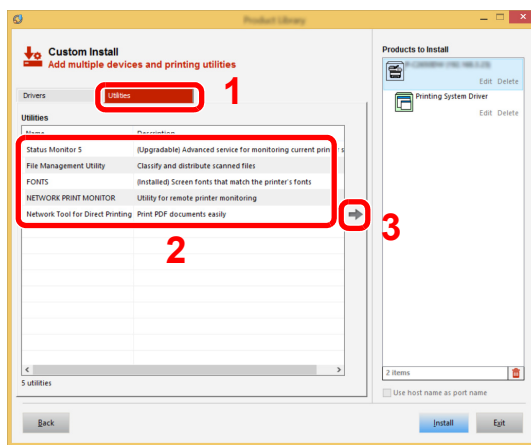 Product Library
Custom Install
Add multiple devices and printing utilities
Drivers
Utilities
1
Utilities
Name Description
Status Monitor 5 (Upgradable) Advanced service for monitoring current printer s
File Management Utility Classify and distribute scanned files
FONTS (Installed) Screen fonts that match the printer's fonts
NETWORK PRINT MONITOR Utility for remote printer monitoring
Network Tool for Direct Printing Print PDF documents easily
2
3
5 utilities
Products to Install
Edit Delete
Printing System Driver
Edit Delete
2 items
Use host name as port name
Back
Install
Exit